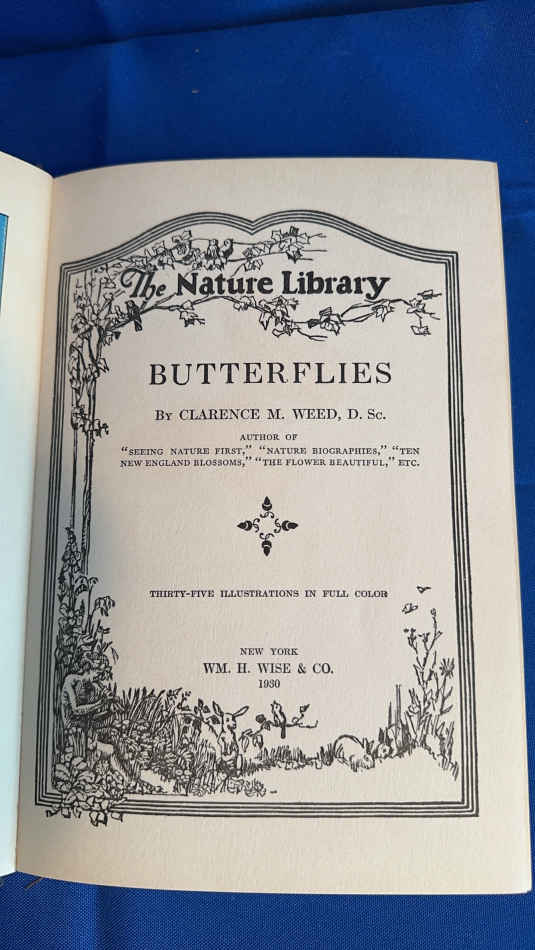 The Nature Library
BUTTERFLIES
By CLARENCE M. WEED, D. Sc.
AUTHOR OF
"SEEING NATURE FIRST," "NATURE BIOGRAPHIES," "TEN
NEW ENGLAND BLOSSOMS," "THE FLOWER BEAUTIFUL," ETC.
THIRTY-FIVE ILLUSTRATIONS IN FULL COLOR
NEW YORK
WM. H. WISE & CO.
1930